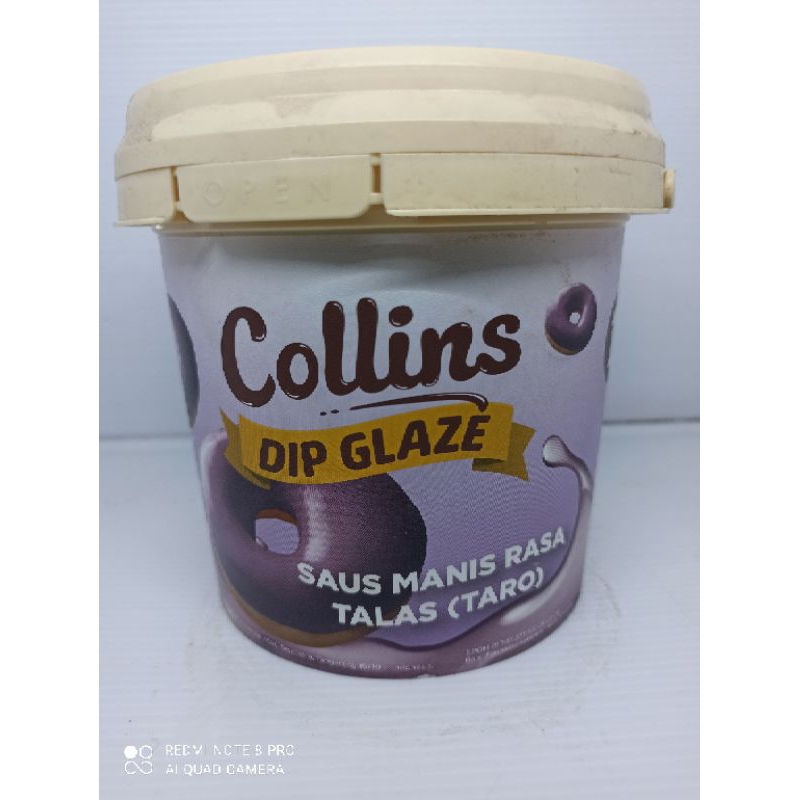 OPEN
Collins
DIP GLAZE
SAUS MANIS RASA
TALAS (TARO)
REDMI NOTE 8 PRO
AI QUAD CAMERA